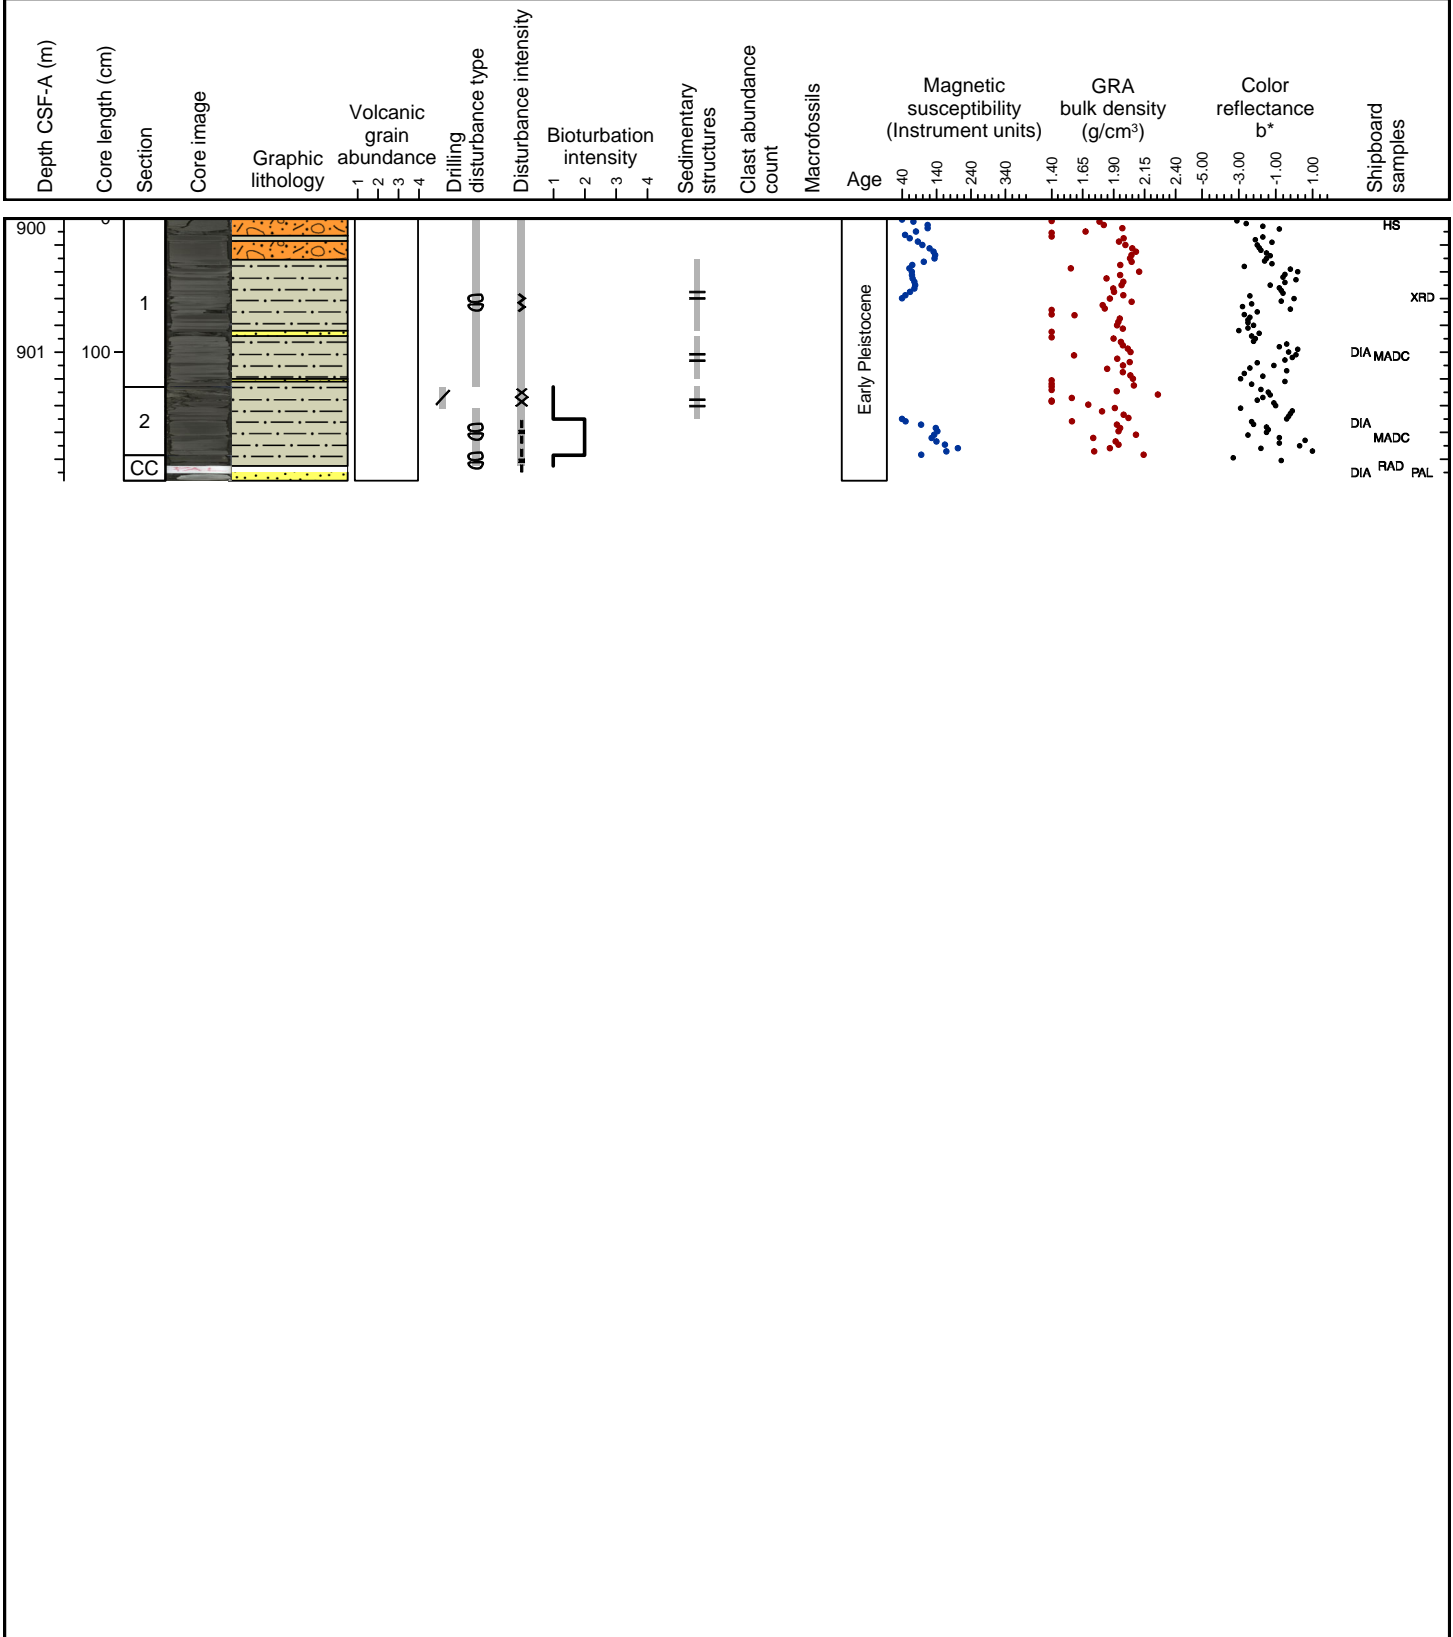 Depth CSF-A (m)
Core length (cm)
Section
Core image
Graphic
lithology
Volcanic
grain
abundance
1 2 3 4
Drilling
disturbance type
Disturbance intensity
Bioturbation
intensity
1 2 3 4
Sedimentary
structures
Clast abundance
count
Macrofossils
Age
Magnetic
susceptibility
(Instrument units)
40 140 240 340
GRA
bulk density
(g/cm³)
1.40 1.65 1.90 2.15 2.40
Color
reflectance
b*
-5.00 -3.00 -1.00 1.00
Shipboard
samples
900
0
HS
1
XRD
901
100
DIA MADC
Early Pleistocene
2
DIA
MADC
CC
DIA RAD PAL